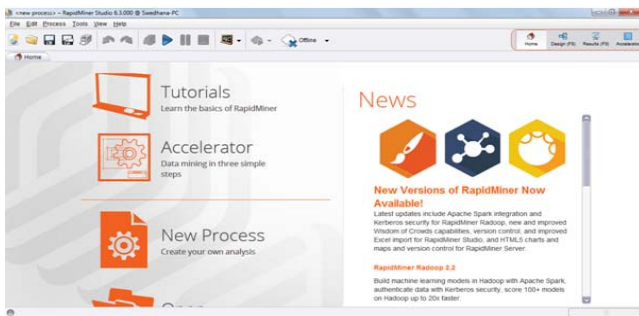 <new process> – RapidMiner Studio 6.3.000 @ Swedhana-PC
File Edit Process Tools View Help
Offline
Home
Design (F8)
Results (F9)
Accelerator
Home
Tutorials
Learn the basics of RapidMiner
Accelerator
Data mining in three simple
steps
New Process
Create your own analysis
News
New Versions of RapidMiner Now
Available!
Latest updates include Apache Spark integration and
Kerberos security for RapidMiner Radoop, new and improved
Wisdom of Crowds capabilities, version control, and improved
Excel import for RapidMiner Studio, and HTML5 charts and
maps and version control for RapidMiner Server.
RapidMiner Radoop 2.2
Build machine learning models in Hadoop with Apache Spark,
authenticate data with Kerberos security, score 100+ models
on Hadoop up to 20x faster.